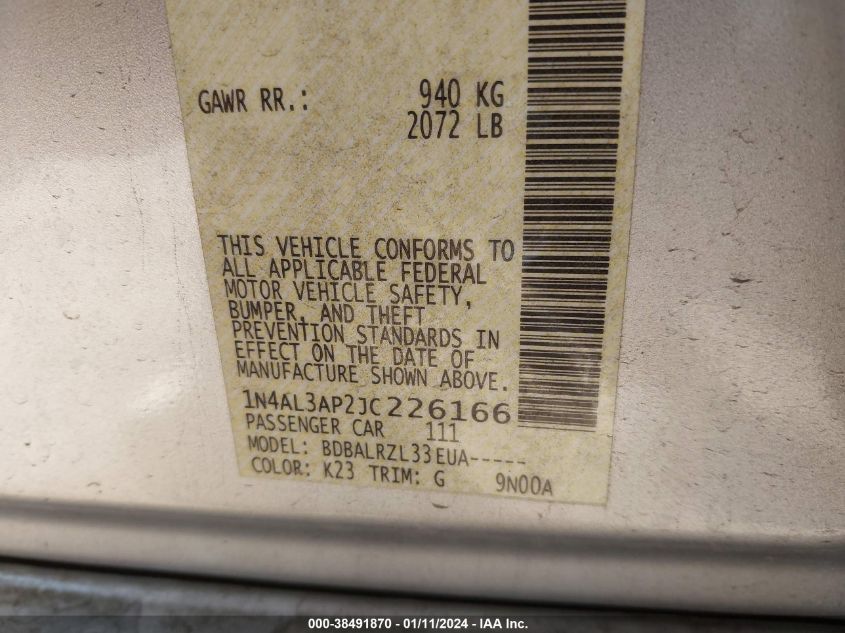 GAWR RR.: 940 KG
2072 LB
THIS VEHICLE CONFORMS TO
ALL APPLICABLE FEDERAL
MOTOR VEHICLE SAFETY,
BUMPER, AND THEFT
PREVENTION STANDARDS IN
EFFECT ON THE DATE OF
MANUFACTURE SHOWN ABOVE.
1N4AL3AP2JC226166
PASSENGER CAR 111
MODEL: BDBALRZL33EUA-----
COLOR: K23 TRIM: G 9N00A
000-38491870 - 01/11/2024 - IAA Inc.